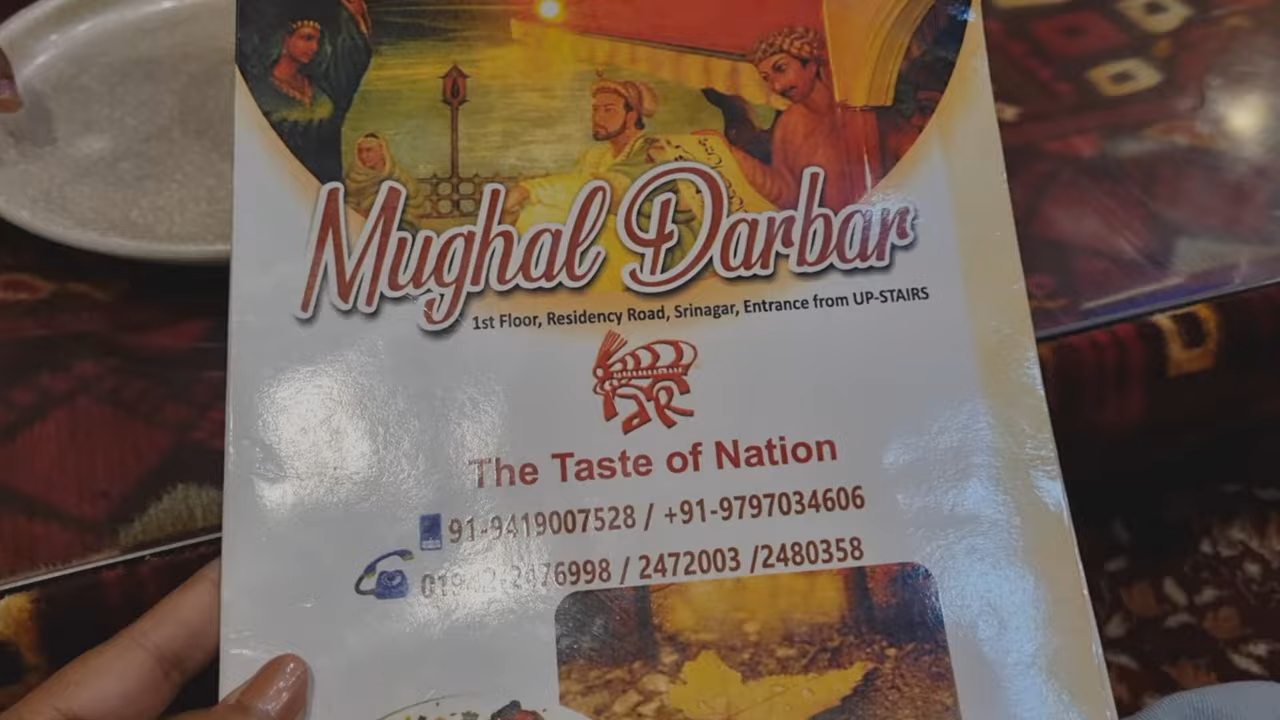 Mughal Darbar
1st Floor, Residency Road, Srinagar, Entrance from UP-STAIRS
The Taste of Nation
91-9419007528 / +91-9797034606
2476998 / 2472003 /2480358